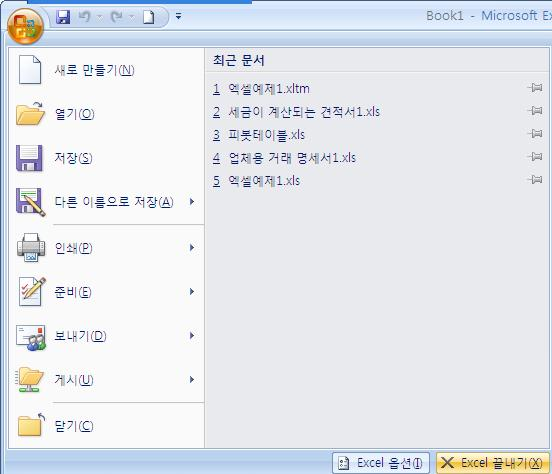 Book1 - Microsoft Ex
새로 만들기(N)
열기(O)
저장(S)
다른 이름으로 저장(A)
인쇄(P)
준비(E)
보내기(D)
게시(U)
닫기(C)
최근 문서
1 엑셀예제1.xltm
2 세금이 계산되는 견적서1.xls
3 피봇테이블.xls
4 업체용 거래 명세서1.xls
5 엑셀예제1.xls
Excel 옵션(I) Excel 끝내기(X)